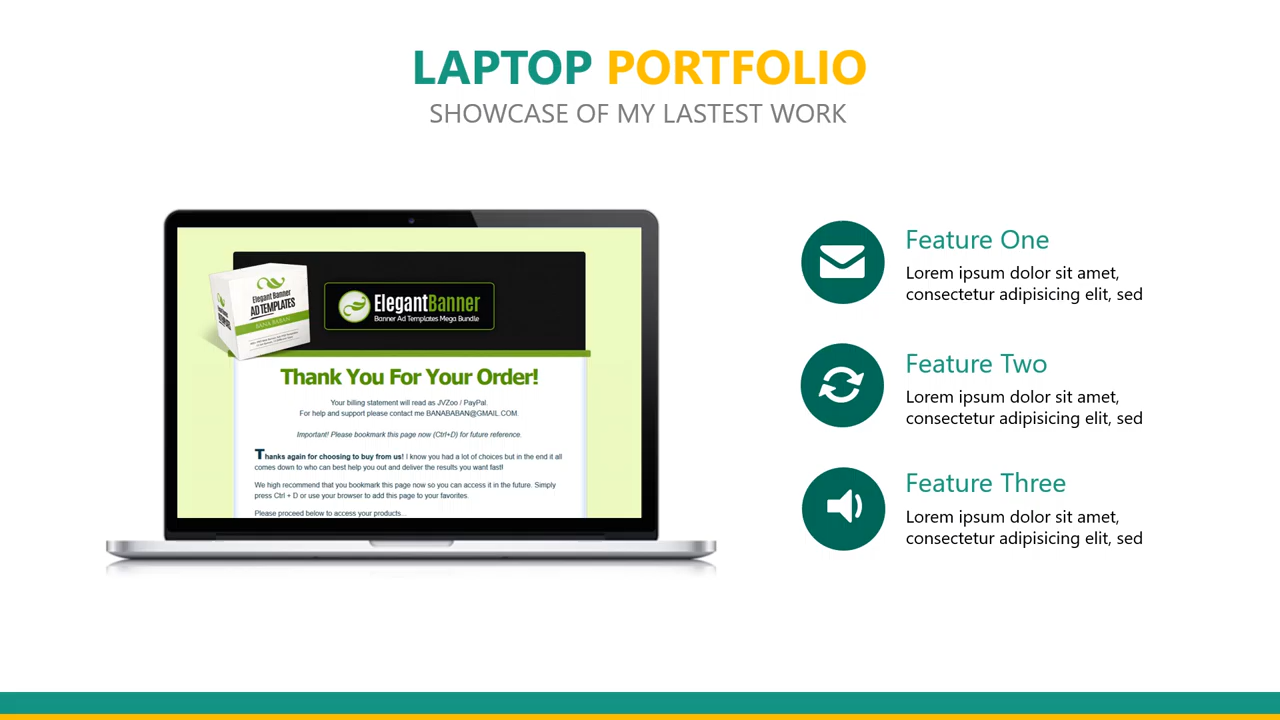 LAPTOP PORTFOLIO
SHOWCASE OF MY LASTEST WORK
Elegant Banner
AD TEMPLATES
BANA BABAN
ElegantBanner
Banner Ad Templates Mega Bundle
Thank You For Your Order!
Your billing statement will read as JVZoo / PayPal.
For help and support please contact me BANABABAN@GMAIL.COM.
Important! Please bookmark this page now (Ctrl+D) for future reference.
Thanks again for choosing to buy from us! I know you had a lot of choices but in the end it all
comes down to who can best help you out and deliver the results you want fast!
We high recommend that you bookmark this page now so you can access it in the future. Simply
press Ctrl + D or use your browser to add this page to your favorites.
Please proceed below to access your products...
Feature One
Lorem ipsum dolor sit amet,
consectetur adipisicing elit, sed
Feature Two
Lorem ipsum dolor sit amet,
consectetur adipisicing elit, sed
Feature Three
Lorem ipsum dolor sit amet,
consectetur adipisicing elit, sed